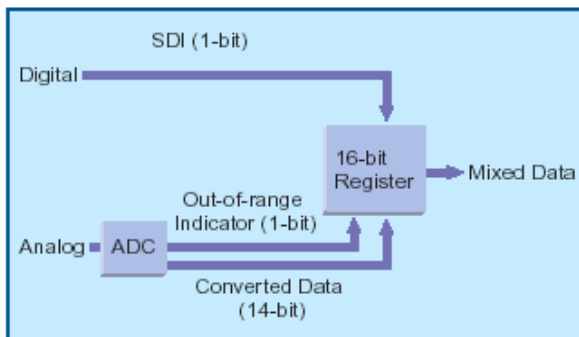 SDI (1-bit)
Digital
16-bit
Register
Mixed Data
Out-of-range
Indicator (1-bit)
Analog
ADC
Converted Data
(14-bit)